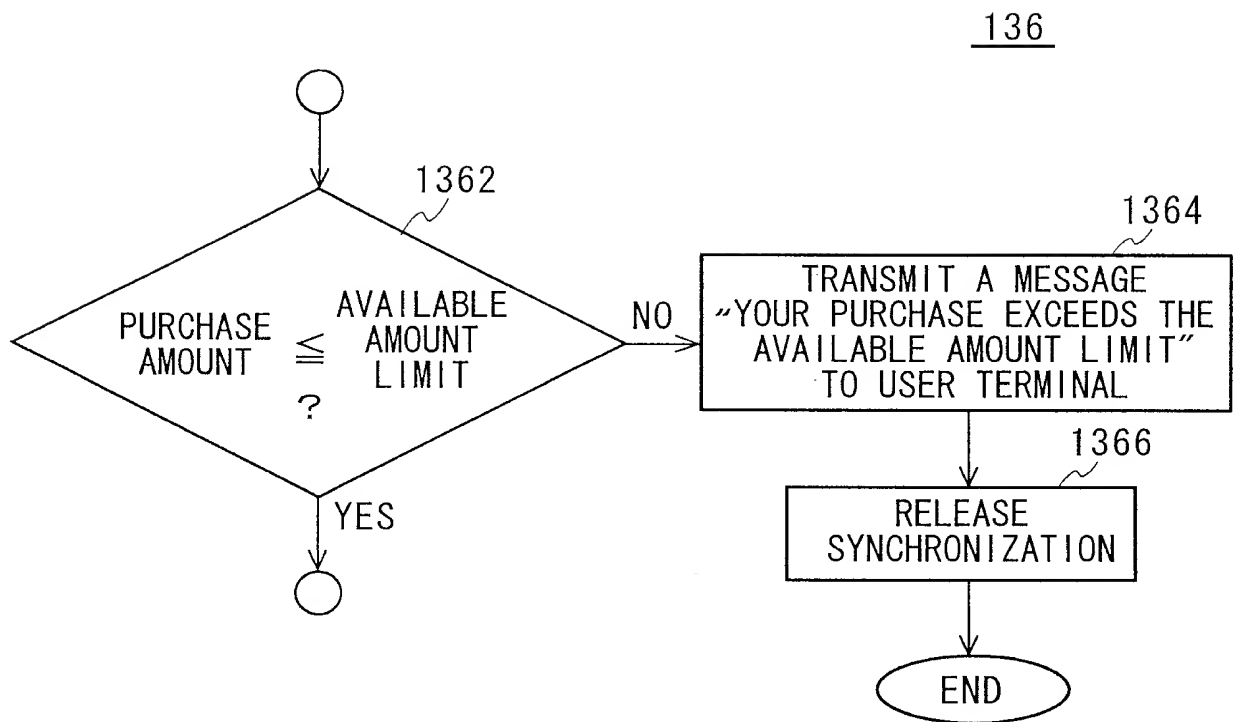 136
1362
PURCHASE
AMOUNT
≦
?
AVAILABLE
AMOUNT
LIMIT
NO
YES
1364
TRANSMIT A MESSAGE
"YOUR PURCHASE EXCEEDS THE
AVAILABLE AMOUNT LIMIT"
TO USER TERMINAL
1366
RELEASE
SYNCHRONIZATION
END